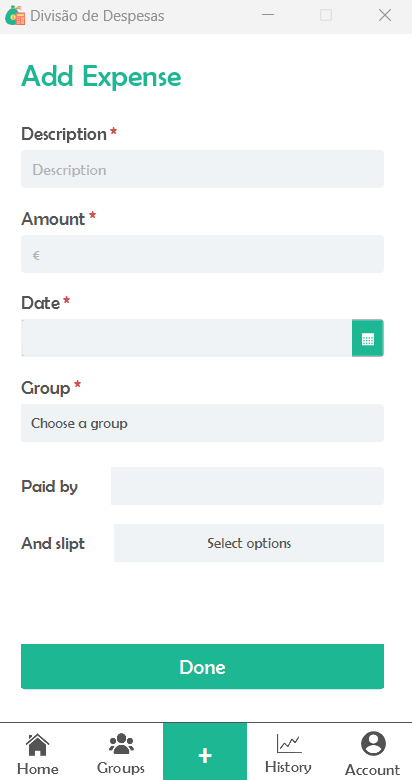 Divisão de Despesas
Add Expense
Description *
Description
Amount *
€
Date *
Group *
Choose a group
Paid by
And slipt Select options
Done
+
Home Groups History Account